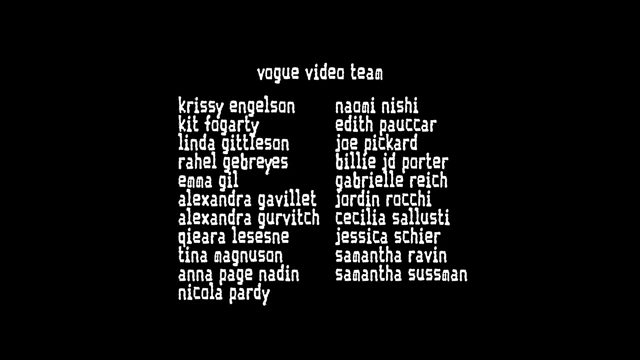 vogue video team
krissy engelson
kit fogarty
linda gittleson
rahel gebreyes
emma gil
alexandra gavillet
alexandra gurvitch
qieara lesesne
tina magnuson
anna page nadin
nicola pardy
naomi nishi
edith pauccar
joe pickard
billie jd porter
gabrielle reich
jordin rocchi
cecilia sallusti
jessica schier
samantha ravin
samantha sussman